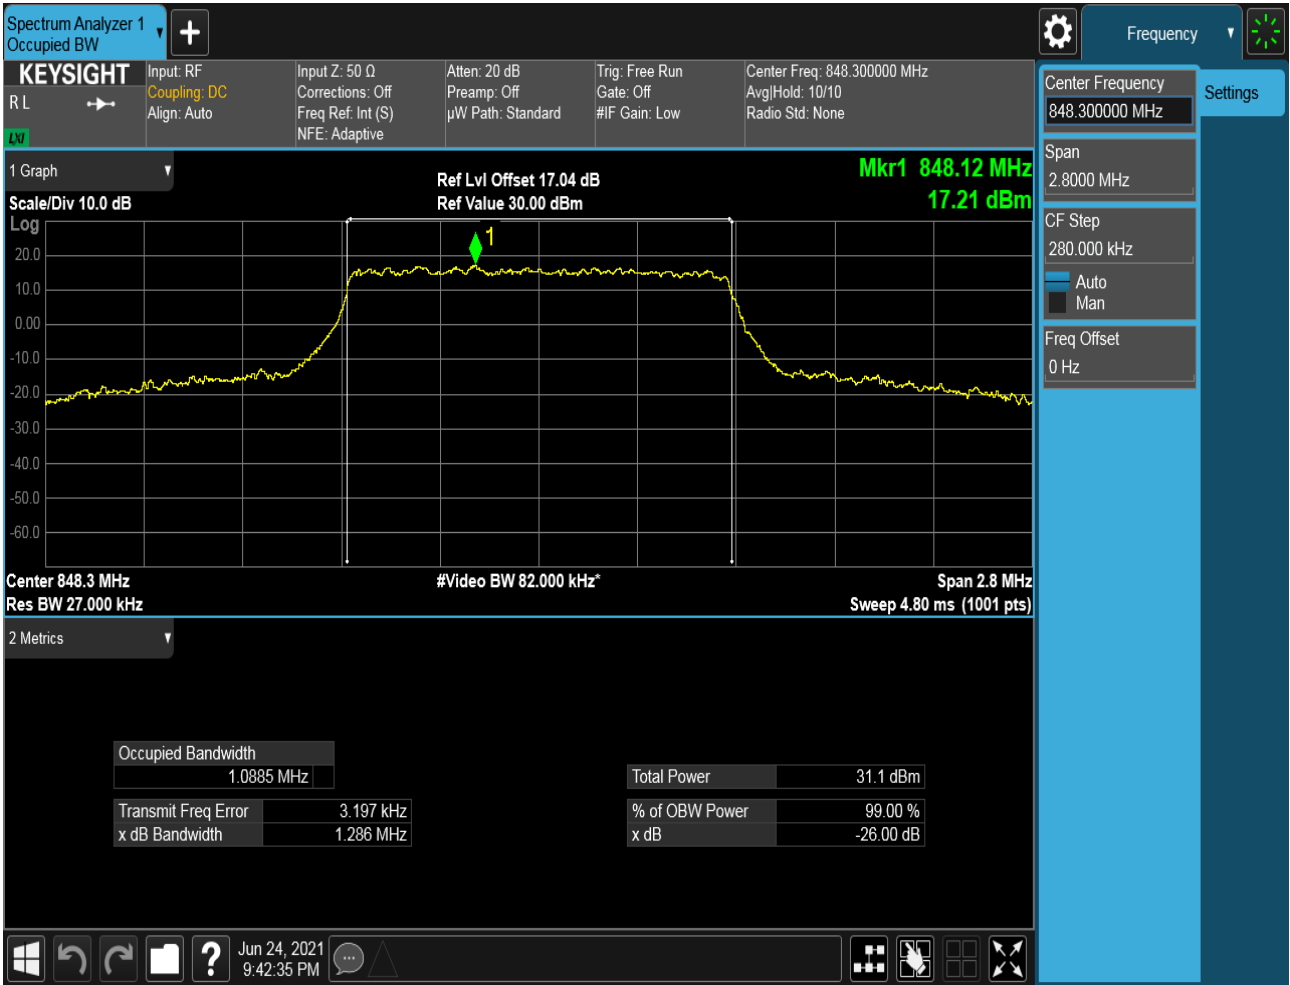 Spectrum Analyzer 1
Occupied BW
Frequency
KEYSIGHT
R L
LXI
Input: RF
Coupling: DC
Align: Auto
Input Z: 50 Ω
Corrections: Off
Freq Ref: Int (S)
NFE: Adaptive
Atten: 20 dB
Preamp: Off
µW Path: Standard
Trig: Free Run
Gate: Off
#IF Gain: Low
Center Freq: 848.300000 MHz
Avg|Hold: 10/10
Radio Std: None
Center Frequency
848.300000 MHz
Settings
Span
2.8000 MHz
CF Step
280.000 kHz
Auto
Man
Freq Offset
0 Hz
1 Graph
Scale/Div 10.0 dB
Ref Lvl Offset 17.04 dB
Ref Value 30.00 dBm
Mkr1 848.12 MHz
17.21 dBm
Log
1
20.0
10.0
0.00
-10.0
-20.0
-30.0
-40.0
-50.0
-60.0
Center 848.3 MHz
#Video BW 82.000 kHz*
Span 2.8 MHz
Res BW 27.000 kHz
Sweep 4.80 ms (1001 pts)
2 Metrics
Occupied Bandwidth
1.0885 MHz
Total Power 31.1 dBm
Transmit Freq Error 3.197 kHz
% of OBW Power 99.00 %
x dB Bandwidth 1.286 MHz
x dB -26.00 dB
?
Jun 24, 2021
9:42:35 PM